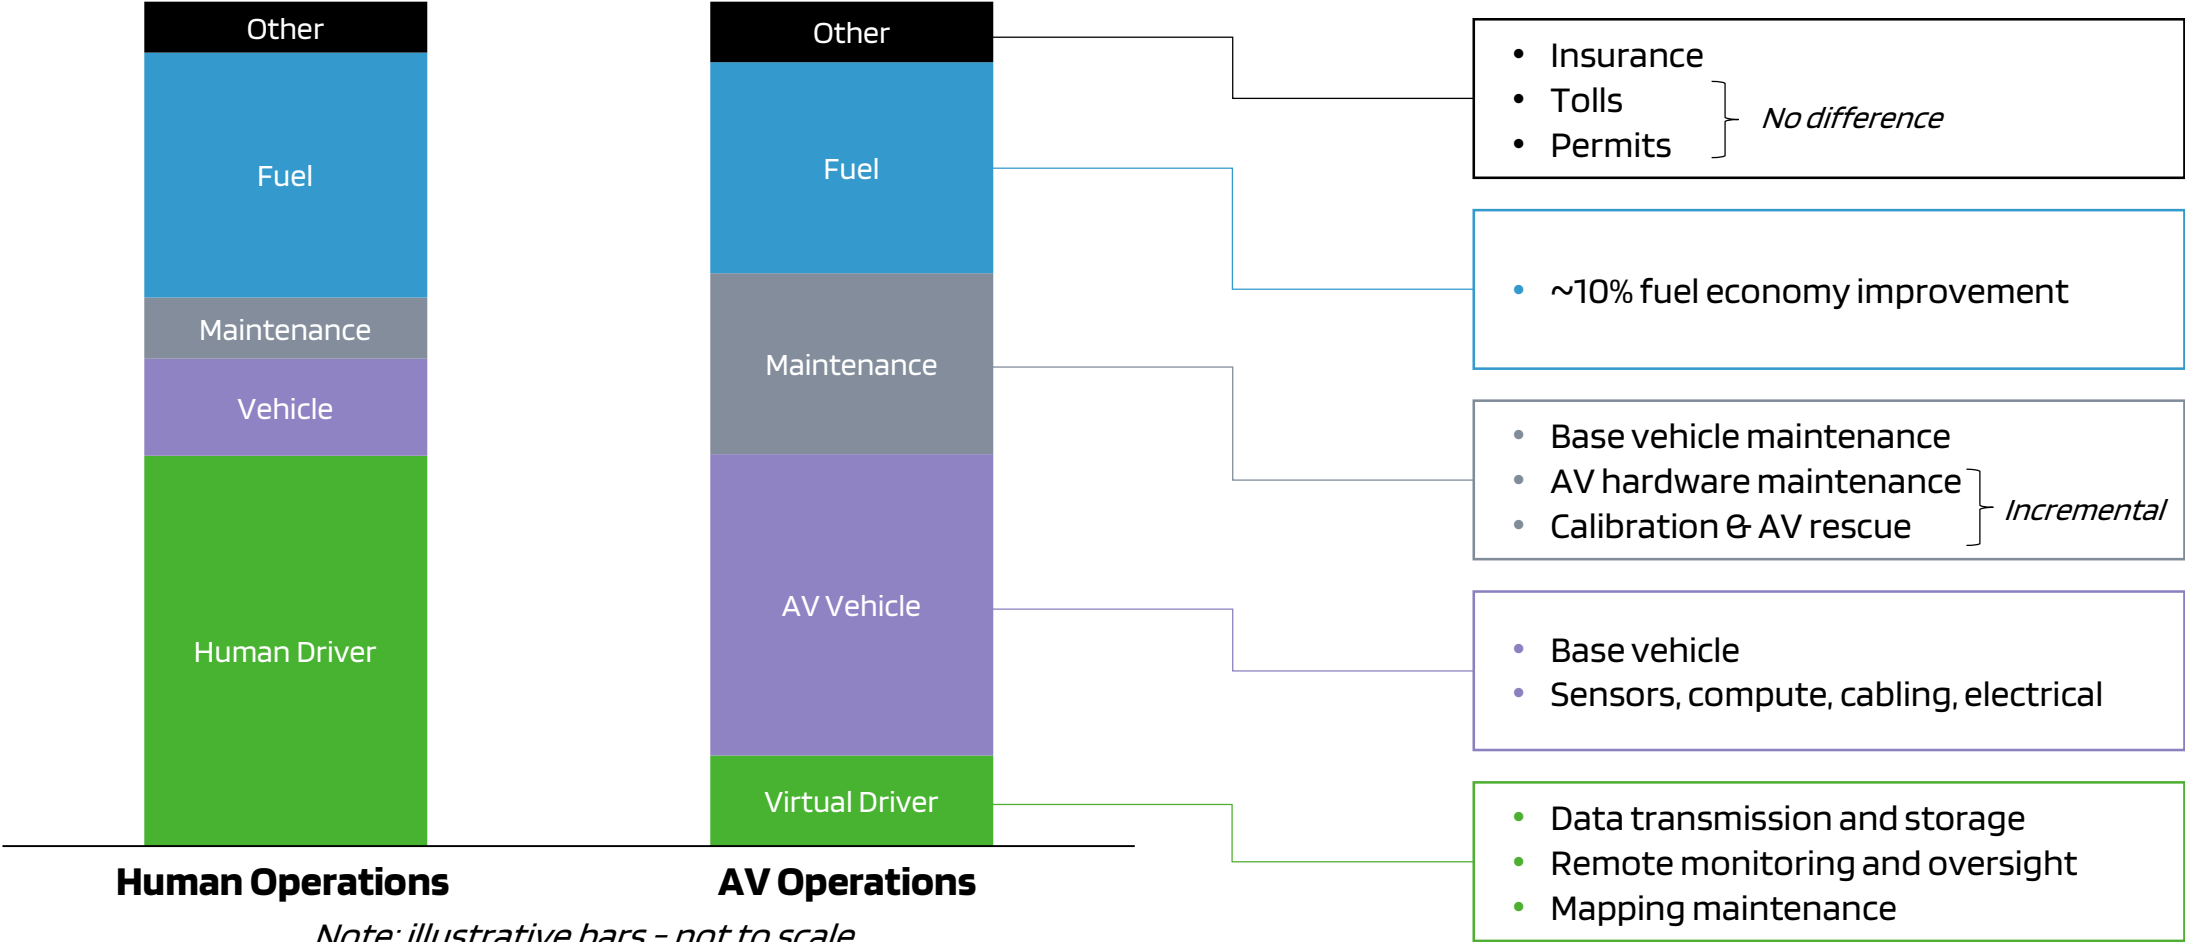 Other
Fuel
Maintenance
Vehicle
Human Driver
Human Operations
Other
Fuel
Maintenance
AV Vehicle
Virtual Driver
AV Operations
Note: illustrative bars – not to scale
• Insurance
• Tolls
• Permits
No difference
• ~10% fuel economy improvement
• Base vehicle maintenance
• AV hardware maintenance
• Calibration & AV rescue
Incremental
• Base vehicle
• Sensors, compute, cabling, electrical
• Data transmission and storage
• Remote monitoring and oversight
• Mapping maintenance